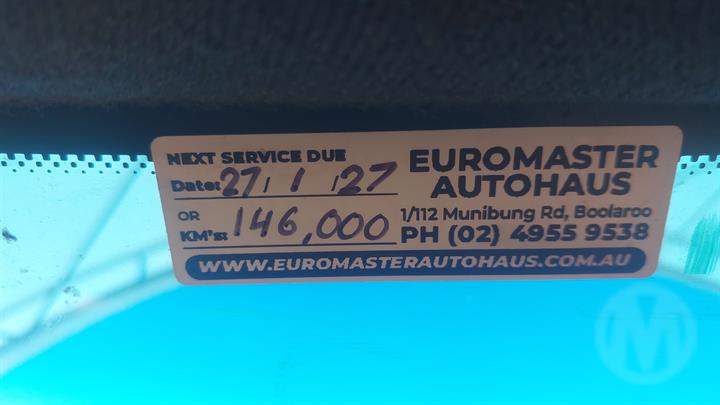 NEXT SERVICE DUE
Date: 27/1/27
OR
KM's: 146,000
EUROMASTER
AUTOHAUS
1/112 Munibung Rd, Boolaroo
PH (02) 4955 9538
WWW.EUROMASTERAUTOHAUS.COM.AU
M